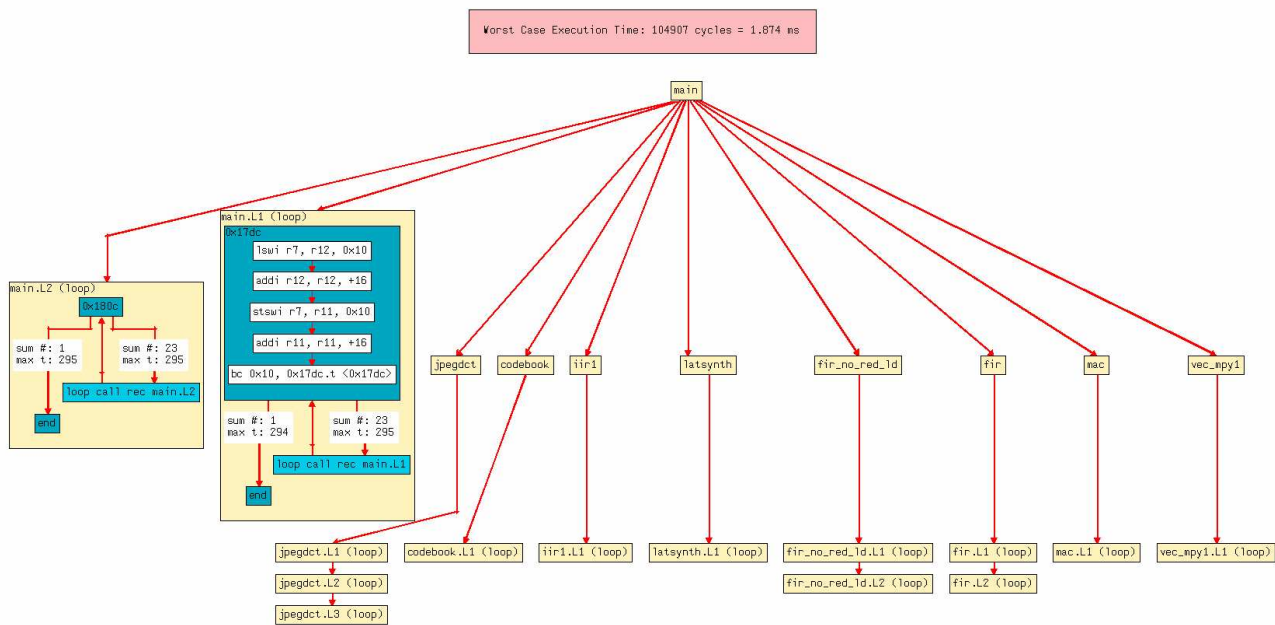 Worst Case Execution Time: 104907 cycles = 1.874 ms
main
main.L2 (loop)
0x180c
sum #: 1
max t: 295
sum #: 23
max t: 295
loop call rec main.L2
end
main.L1 (loop)
0x17dc
lswi r7, r12, 0x10
addi r12, r12, +16
stswi r7, r11, 0x10
addi r11, r11, +16
bc 0x10, 0x17dc.t <0x17dc>
sum #: 1
max t: 294
sum #: 23
max t: 295
loop call rec main.L1
end
jpegdct
codebook
iir1
latsynth
fir_no_red_ld
fir
mac
vec_mpy1
jpegdct.L1 (loop)
codebook.L1 (loop)
iir1.L1 (loop)
latsynth.L1 (loop)
fir_no_red_ld.L1 (loop)
fir.L1 (loop)
mac.L1 (loop)
vec_mpy1.L1 (loop)
jpegdct.L2 (loop)
fir_no_red_ld.L2 (loop)
fir.L2 (loop)
jpegdct.L3 (loop)